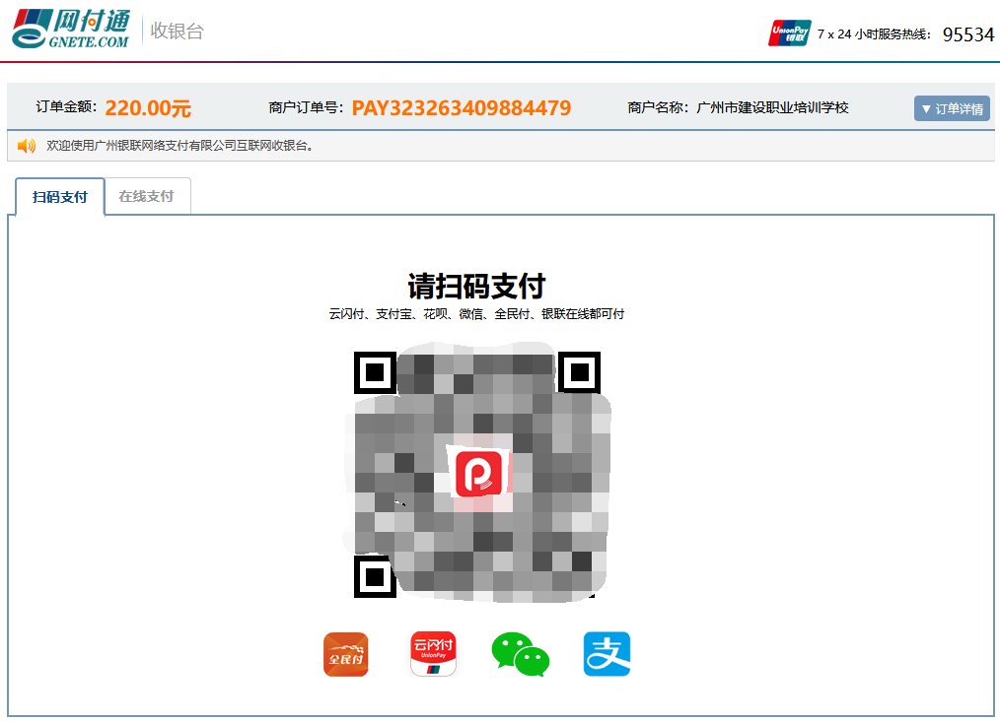 网付通 GNETE.COM 收银台 UnionPay 银联 7 x 24 小时服务热线： 95534
订单金额：220.00元 商户订单号：PAY323263409884479 商户名称：广州市建设职业培训学校 ▼ 订单详情
欢迎使用广州银联网络支付有限公司互联网收银台。
扫码支付 在线支付
请扫码支付
云闪付、支付宝、花呗、微信、全民付、银联在线都可付
全民付 云闪付 UnionPay 支